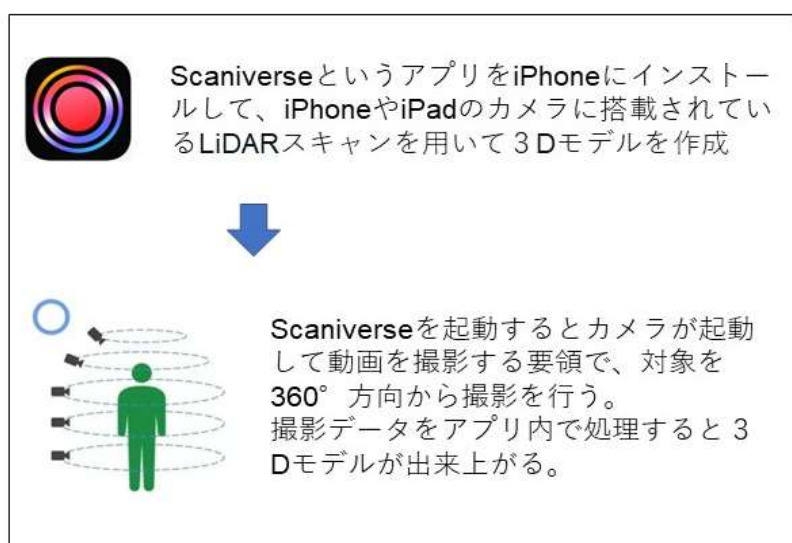 ScaniverseというアプリをiPhoneにインストー
ルして、iPhoneやiPadのカメラに搭載されてい
るLiDARスキャンを用いて３Dモデルを作成
Scaniverseを起動するとカメラが起動
して動画を撮影する要領で、対象を
360°方向から撮影を行う。
撮影データをアプリ内で処理すると３
Dモデルが出来上がる。